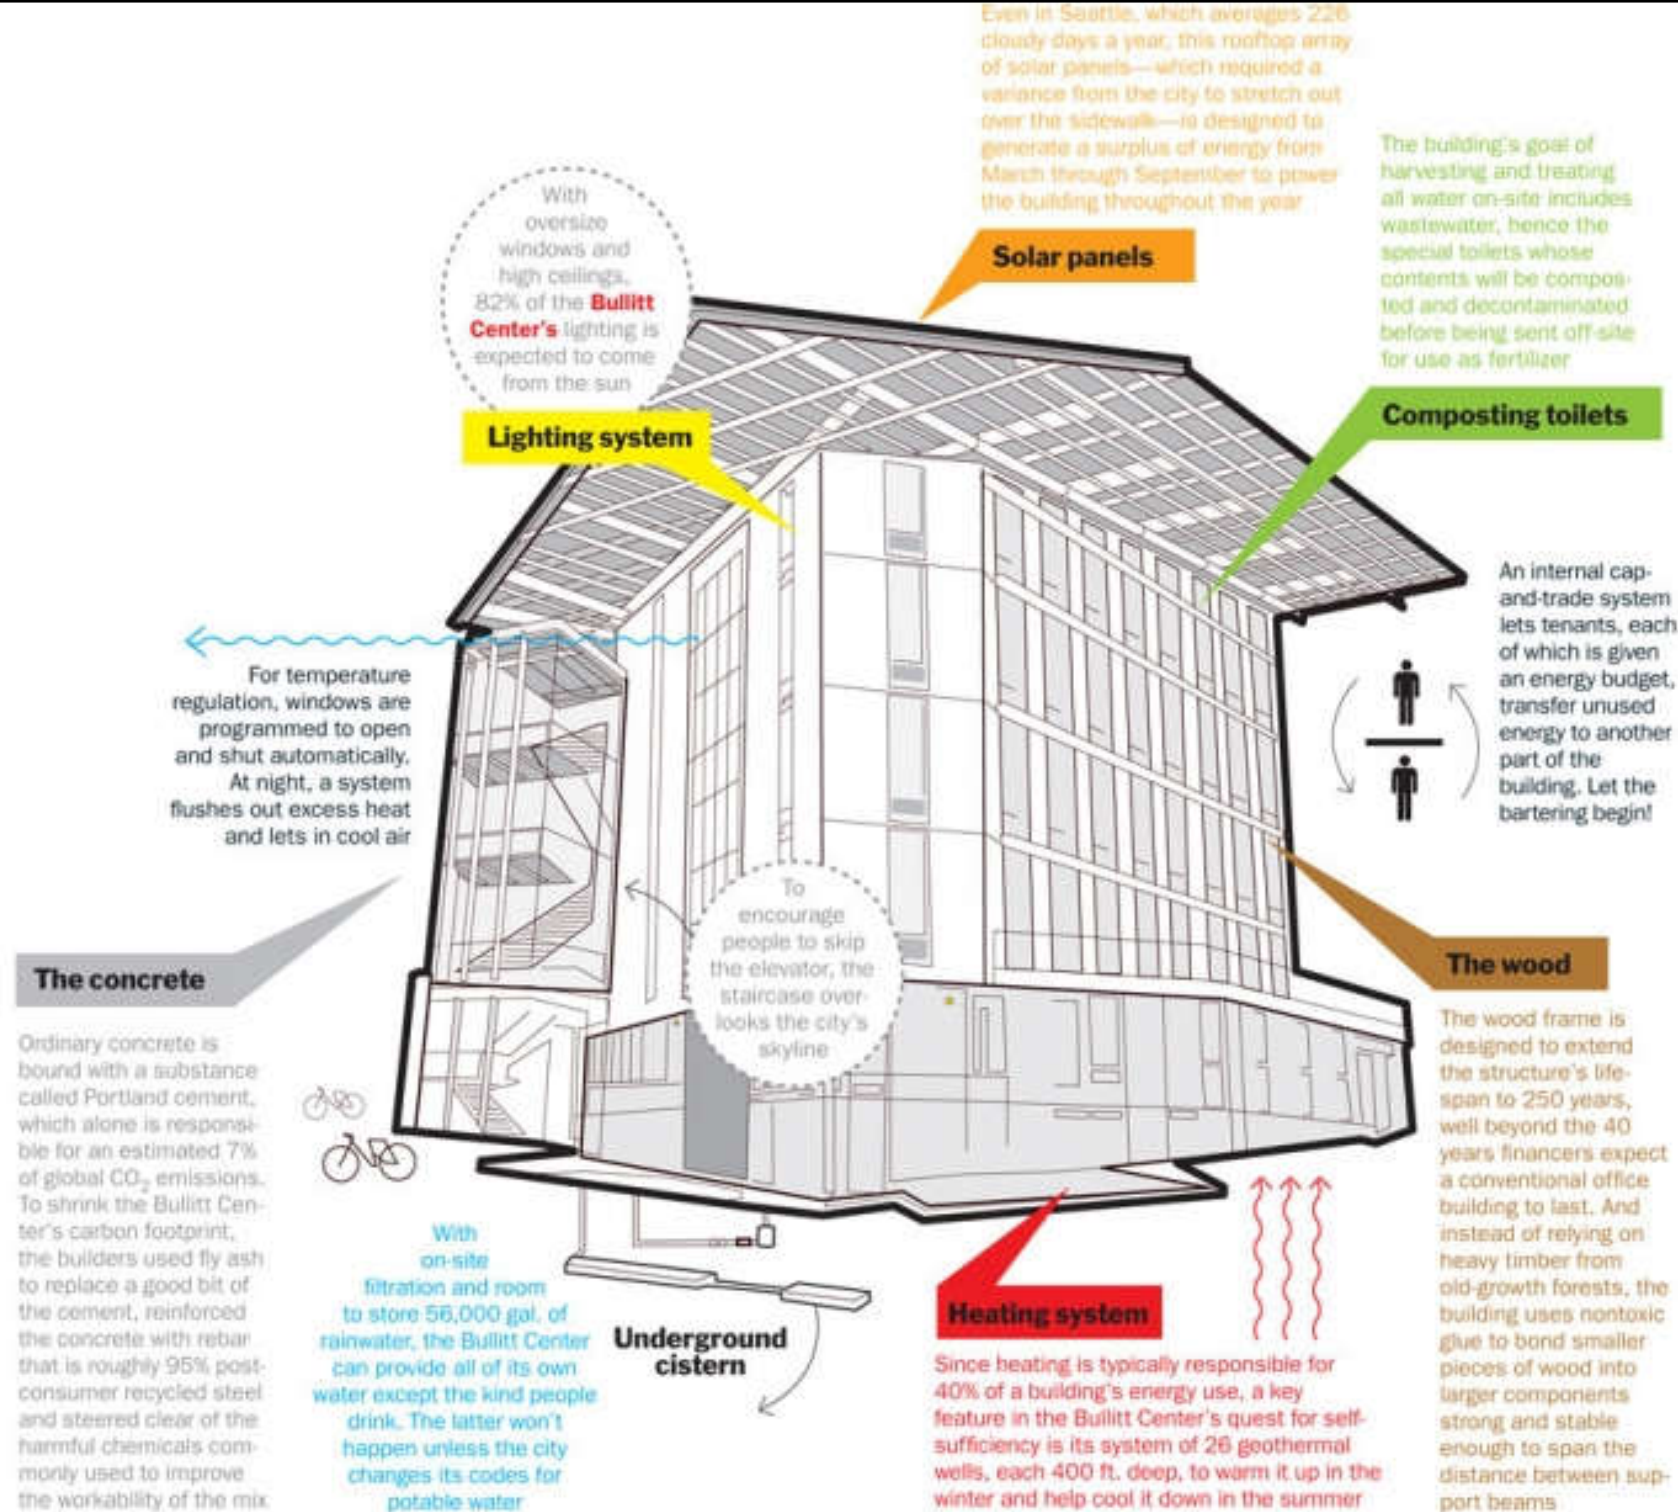 Even in Seattle, which averages 226
cloudy days a year, this rooftop array
of solar panels—which required a
variance from the city to stretch out
over the sidewalk—is designed to
generate a surplus of energy from
March through September to power
the building throughout the year
Solar panels
The building's goal of
harvesting and treating
all water on-site includes
wastewater, hence the
special toilets whose
contents will be compos-
ted and decontaminated
before being sent off-site
for use as fertilizer
Composting toilets
With
oversize
windows and
high ceilings,
82% of the Bullitt
Center's lighting is
expected to come
from the sun
Lighting system
An internal cap-
and-trade system
lets tenants, each
of which is given
an energy budget,
transfer unused
energy to another
part of the
building. Let the
bartering begin!
For temperature
regulation, windows are
programmed to open
and shut automatically.
At night, a system
flushes out excess heat
and lets in cool air
To
encourage
people to skip
the elevator, the
staircase over-
looks the city's
skyline
The concrete
Ordinary concrete is
bound with a substance
called Portland cement,
which alone is responsi-
ble for an estimated 7%
of global CO₂ emissions.
To shrink the Bullitt Cen-
ter's carbon footprint,
the builders used fly ash
to replace a good bit of
the cement, reinforced
the concrete with rebar
that is roughly 95% post-
consumer recycled steel
and steered clear of the
harmful chemicals com-
monly used to improve
the workability of the mix
The wood
The wood frame is
designed to extend
the structure's life-
span to 250 years,
well beyond the 40
years financers expect
a conventional office
building to last. And
instead of relying on
heavy timber from
old-growth forests, the
building uses nontoxic
glue to bond smaller
pieces of wood into
larger components
strong and stable
enough to span the
distance between sup-
port beams
With
on-site
filtration and room
to store 56,000 gal. of
rainwater, the Bullitt Center
can provide all of its own
water except the kind people
drink. The latter won't
happen unless the city
changes its codes for
potable water
Underground
cistern
Heating system
Since heating is typically responsible for
40% of a building's energy use, a key
feature in the Bullitt Center's quest for self-
sufficiency is its system of 26 geothermal
wells, each 400 ft. deep, to warm it up in the
winter and help cool it down in the summer